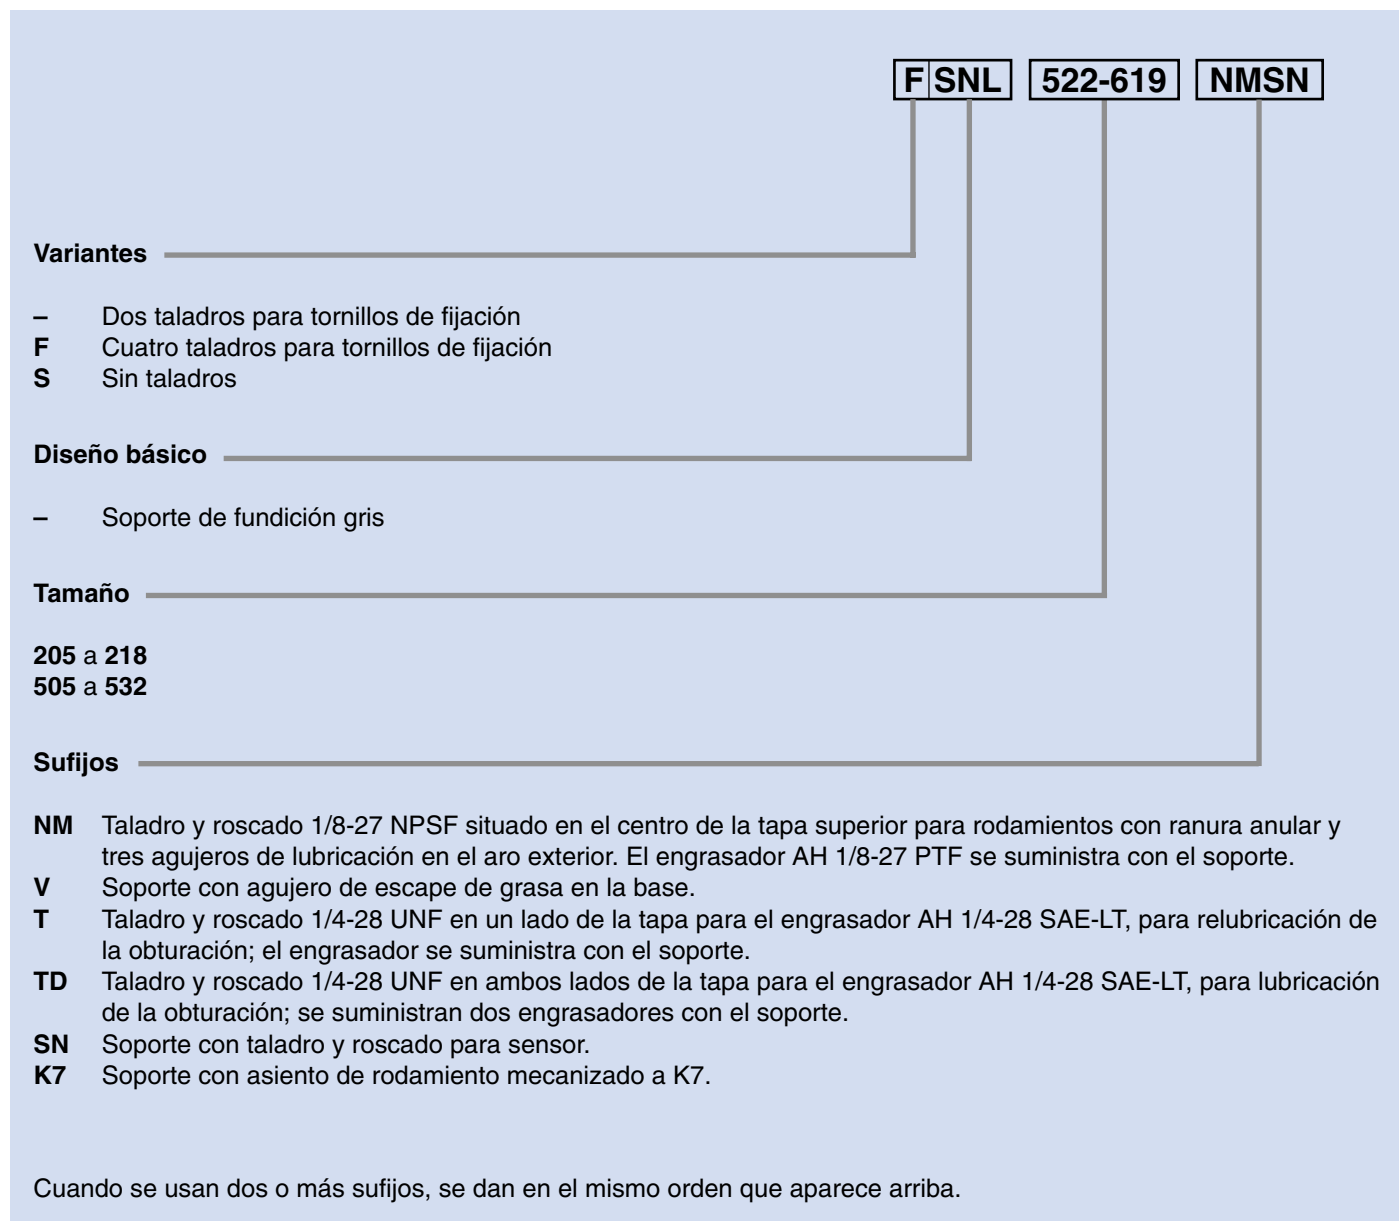 F SNL 522-619 NMSN
Variantes
– Dos taladros para tornillos de fijación
F Cuatro taladros para tornillos de fijación
S Sin taladros
Diseño básico
– Soporte de fundición gris
Tamaño
205 a 218
505 a 532
Sufijos
NM Taladro y roscado 1/8-27 NPSF situado en el centro de la tapa superior para rodamientos con ranura anular y
tres agujeros de lubricación en el aro exterior. El engrasador AH 1/8-27 PTF se suministra con el soporte.
V Soporte con agujero de escape de grasa en la base.
T Taladro y roscado 1/4-28 UNF en un lado de la tapa para el engrasador AH 1/4-28 SAE-LT, para relubricación de
la obturación; el engrasador se suministra con el soporte.
TD Taladro y roscado 1/4-28 UNF en ambos lados de la tapa para el engrasador AH 1/4-28 SAE-LT, para lubricación
de la obturación; se suministran dos engrasadores con el soporte.
SN Soporte con taladro y roscado para sensor.
K7 Soporte con asiento de rodamiento mecanizado a K7.
Cuando se usan dos o más sufijos, se dan en el mismo orden que aparece arriba.